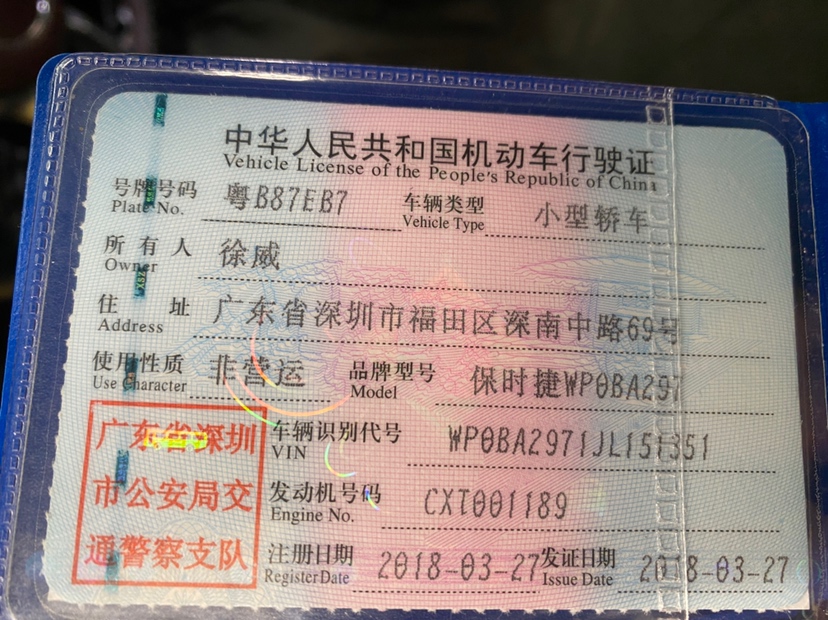 中华人民共和国机动车行驶证
Vehicle License of the People's Republic of China
号牌号码 粤B87EB7 车辆类型 小型轿车
Plate No. Vehicle Type
所有人 徐威
Owner
住址 广东省深圳市福田区深南中路69号
Address
使用性质 非营运 品牌型号 保时捷WP0BA297
Use Character Model
广东省深圳
市公安局交
通警察支队
车辆识别代号 WP0BA2971JL151351
VIN
发动机号码 CXT001189
Engine No.
注册日期 2018-03-27 发证日期 2018-03-27
Register Date Issue Date